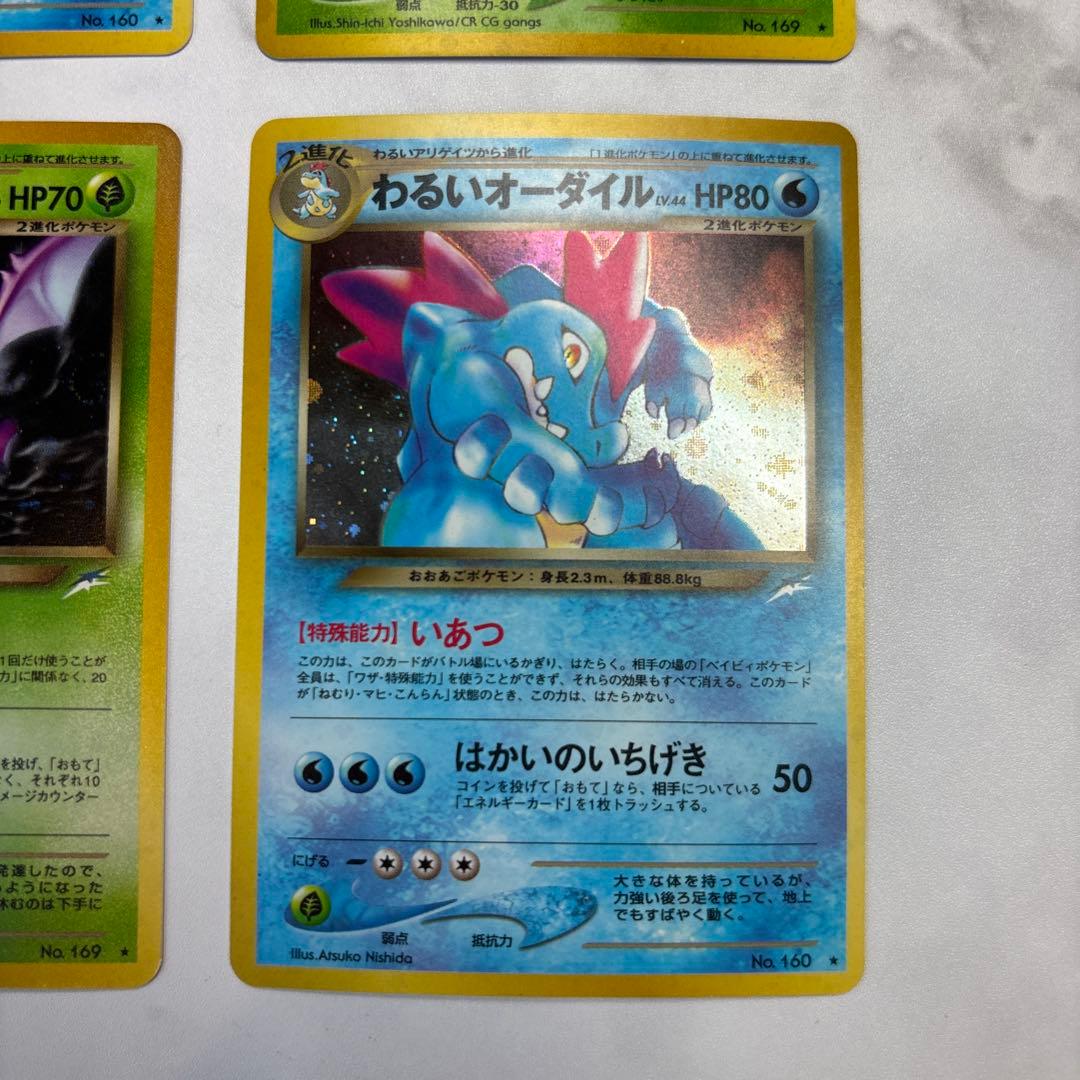 No. 160 ★
弱点 抵抗力-30
Illus.Shin-ichi Yoshikawa/CR CG gangs
No. 169 ★
上に重ねて進化させます。
HP70
2進化ポケモン
1回だけ使うことが
力」に関係なく、20
を投げ、「おもて」
く、それぞれ10
メージカウンター
発達したので、
るようになった
休むのは下手に
No. 169 ★
2進化
わるいアリゲイツから進化
「1進化ポケモン」の上に重ねて進化させます。
わるいオーダイル LV.44 HP80
2進化ポケモン
おおあごポケモン：身長2.3m、体重88.8kg
【特殊能力】いあつ
この力は、このカードがバトル場にいるかぎり、はたらく。相手の場の「ベイビィポケモン」
全員は、「ワザ・特殊能力」を使うことができず、それらの効果もすべて消える。このカード
が「ねむり・マヒ・こんらん」状態のとき、この力は、はたらかない。
はかいのいちげき 50
コインを投げて「おもて」なら、相手についている
「エネルギーカード」を1枚トラッシュする。
にげる
大きな体を持っているが、
力強い後ろ足を使って、地上
でもすばやく動く。
弱点 抵抗力
Illus.Atsuko Nishida
No. 160 ★